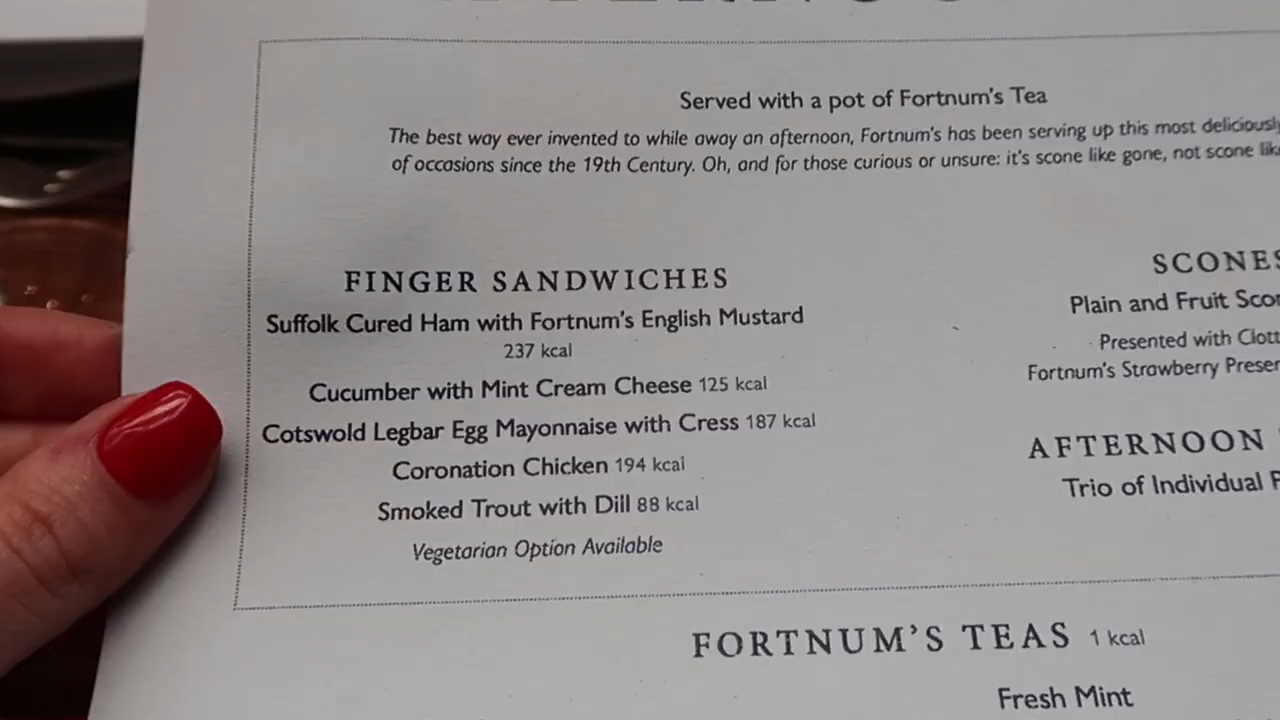 Served with a pot of Fortnum's Tea
The best way ever invented to while away an afternoon, Fortnum's has been serving up this most deliciously
of occasions since the 19th Century. Oh, and for those curious or unsure: it's scone like gone, not scone
FINGER SANDWICHES
Suffolk Cured Ham with Fortnum's English Mustard
237 kcal
Cucumber with Mint Cream Cheese 125 kcal
Cotswold Legbar Egg Mayonnaise with Cress 187 kcal
Coronation Chicken 194 kcal
Smoked Trout with Dill 88 kcal
Vegetarian Option Available
SCONES
Plain and Fruit
Presented with
Fortnum's Strawberry
AFTERNOON
Trio of Individual
FORTNUM'S TEAS 1 kcal
Fresh Mint